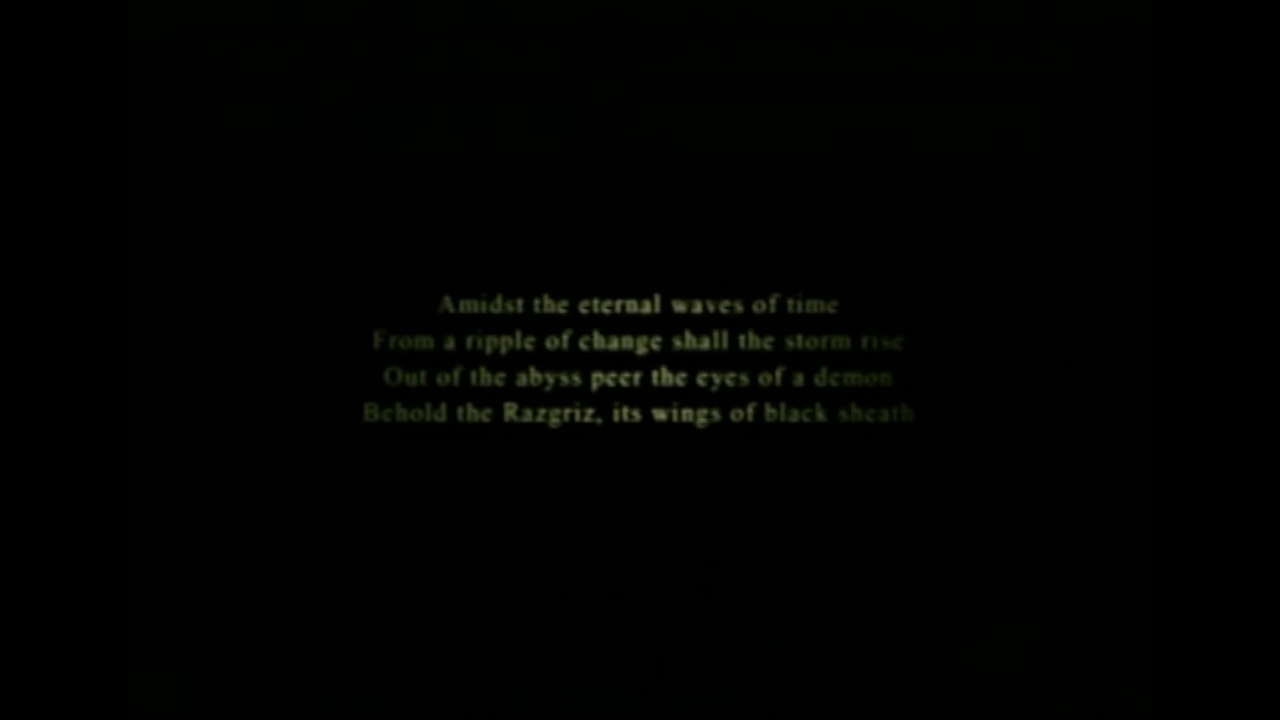 Amidst the eternal waves of time
From a ripple of change shall the storm rise
Out of the abyss peer the eyes of a demon
Behold the Razgriz, its wings of black sheath